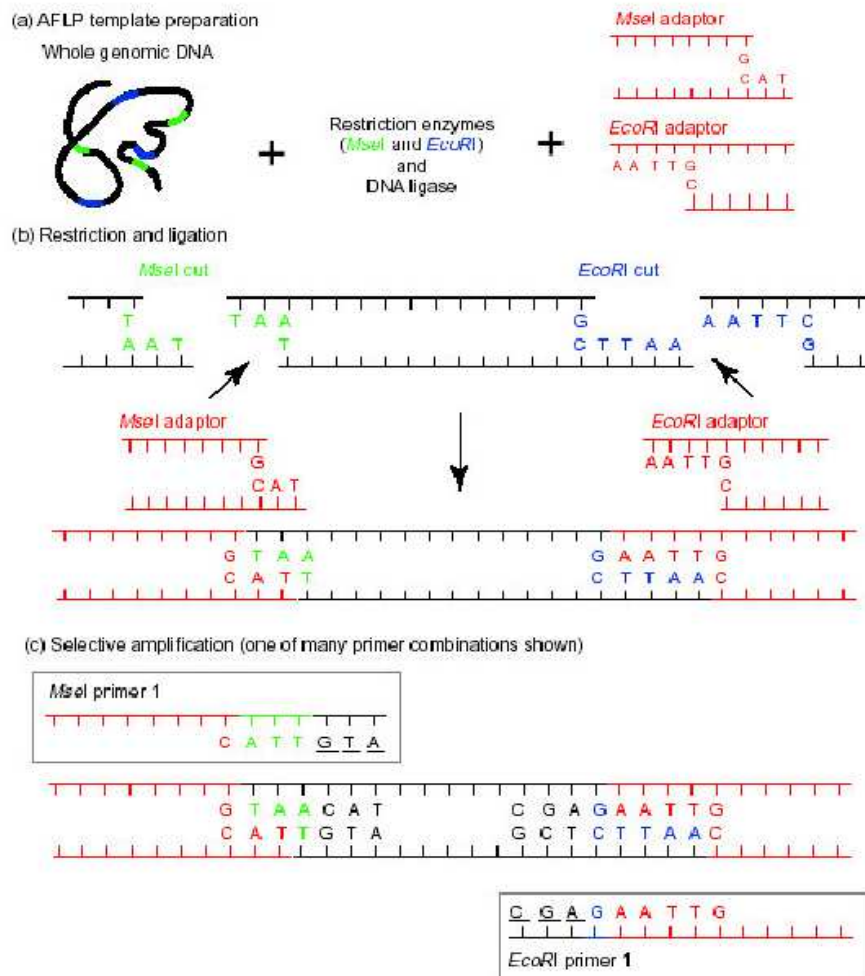 (a) AFLP template preparation
Whole genomic DNA
+
Restriction enzymes
(MseI and EcoRI)
and
DNA ligase
+
MseI adaptor
G
C A T
EcoRI adaptor
A A T T G
C
(b) Restriction and ligation
MseI cut
EcoRI cut
T
A A T
T A A
T
G
C T T A A
A A T T C
G
MseI adaptor
G
C A T
EcoRI adaptor
A A T T G
C
G T A A
C A T T
G A A T T G
C T T A A C
(c) Selective amplification (one of many primer combinations shown)
MseI primer 1
C A T T G T A
G T A A C A T
C A T T G T A
C G A G A A T T G
G C T C T T A A C
C G A G A A T T G
EcoRI primer 1